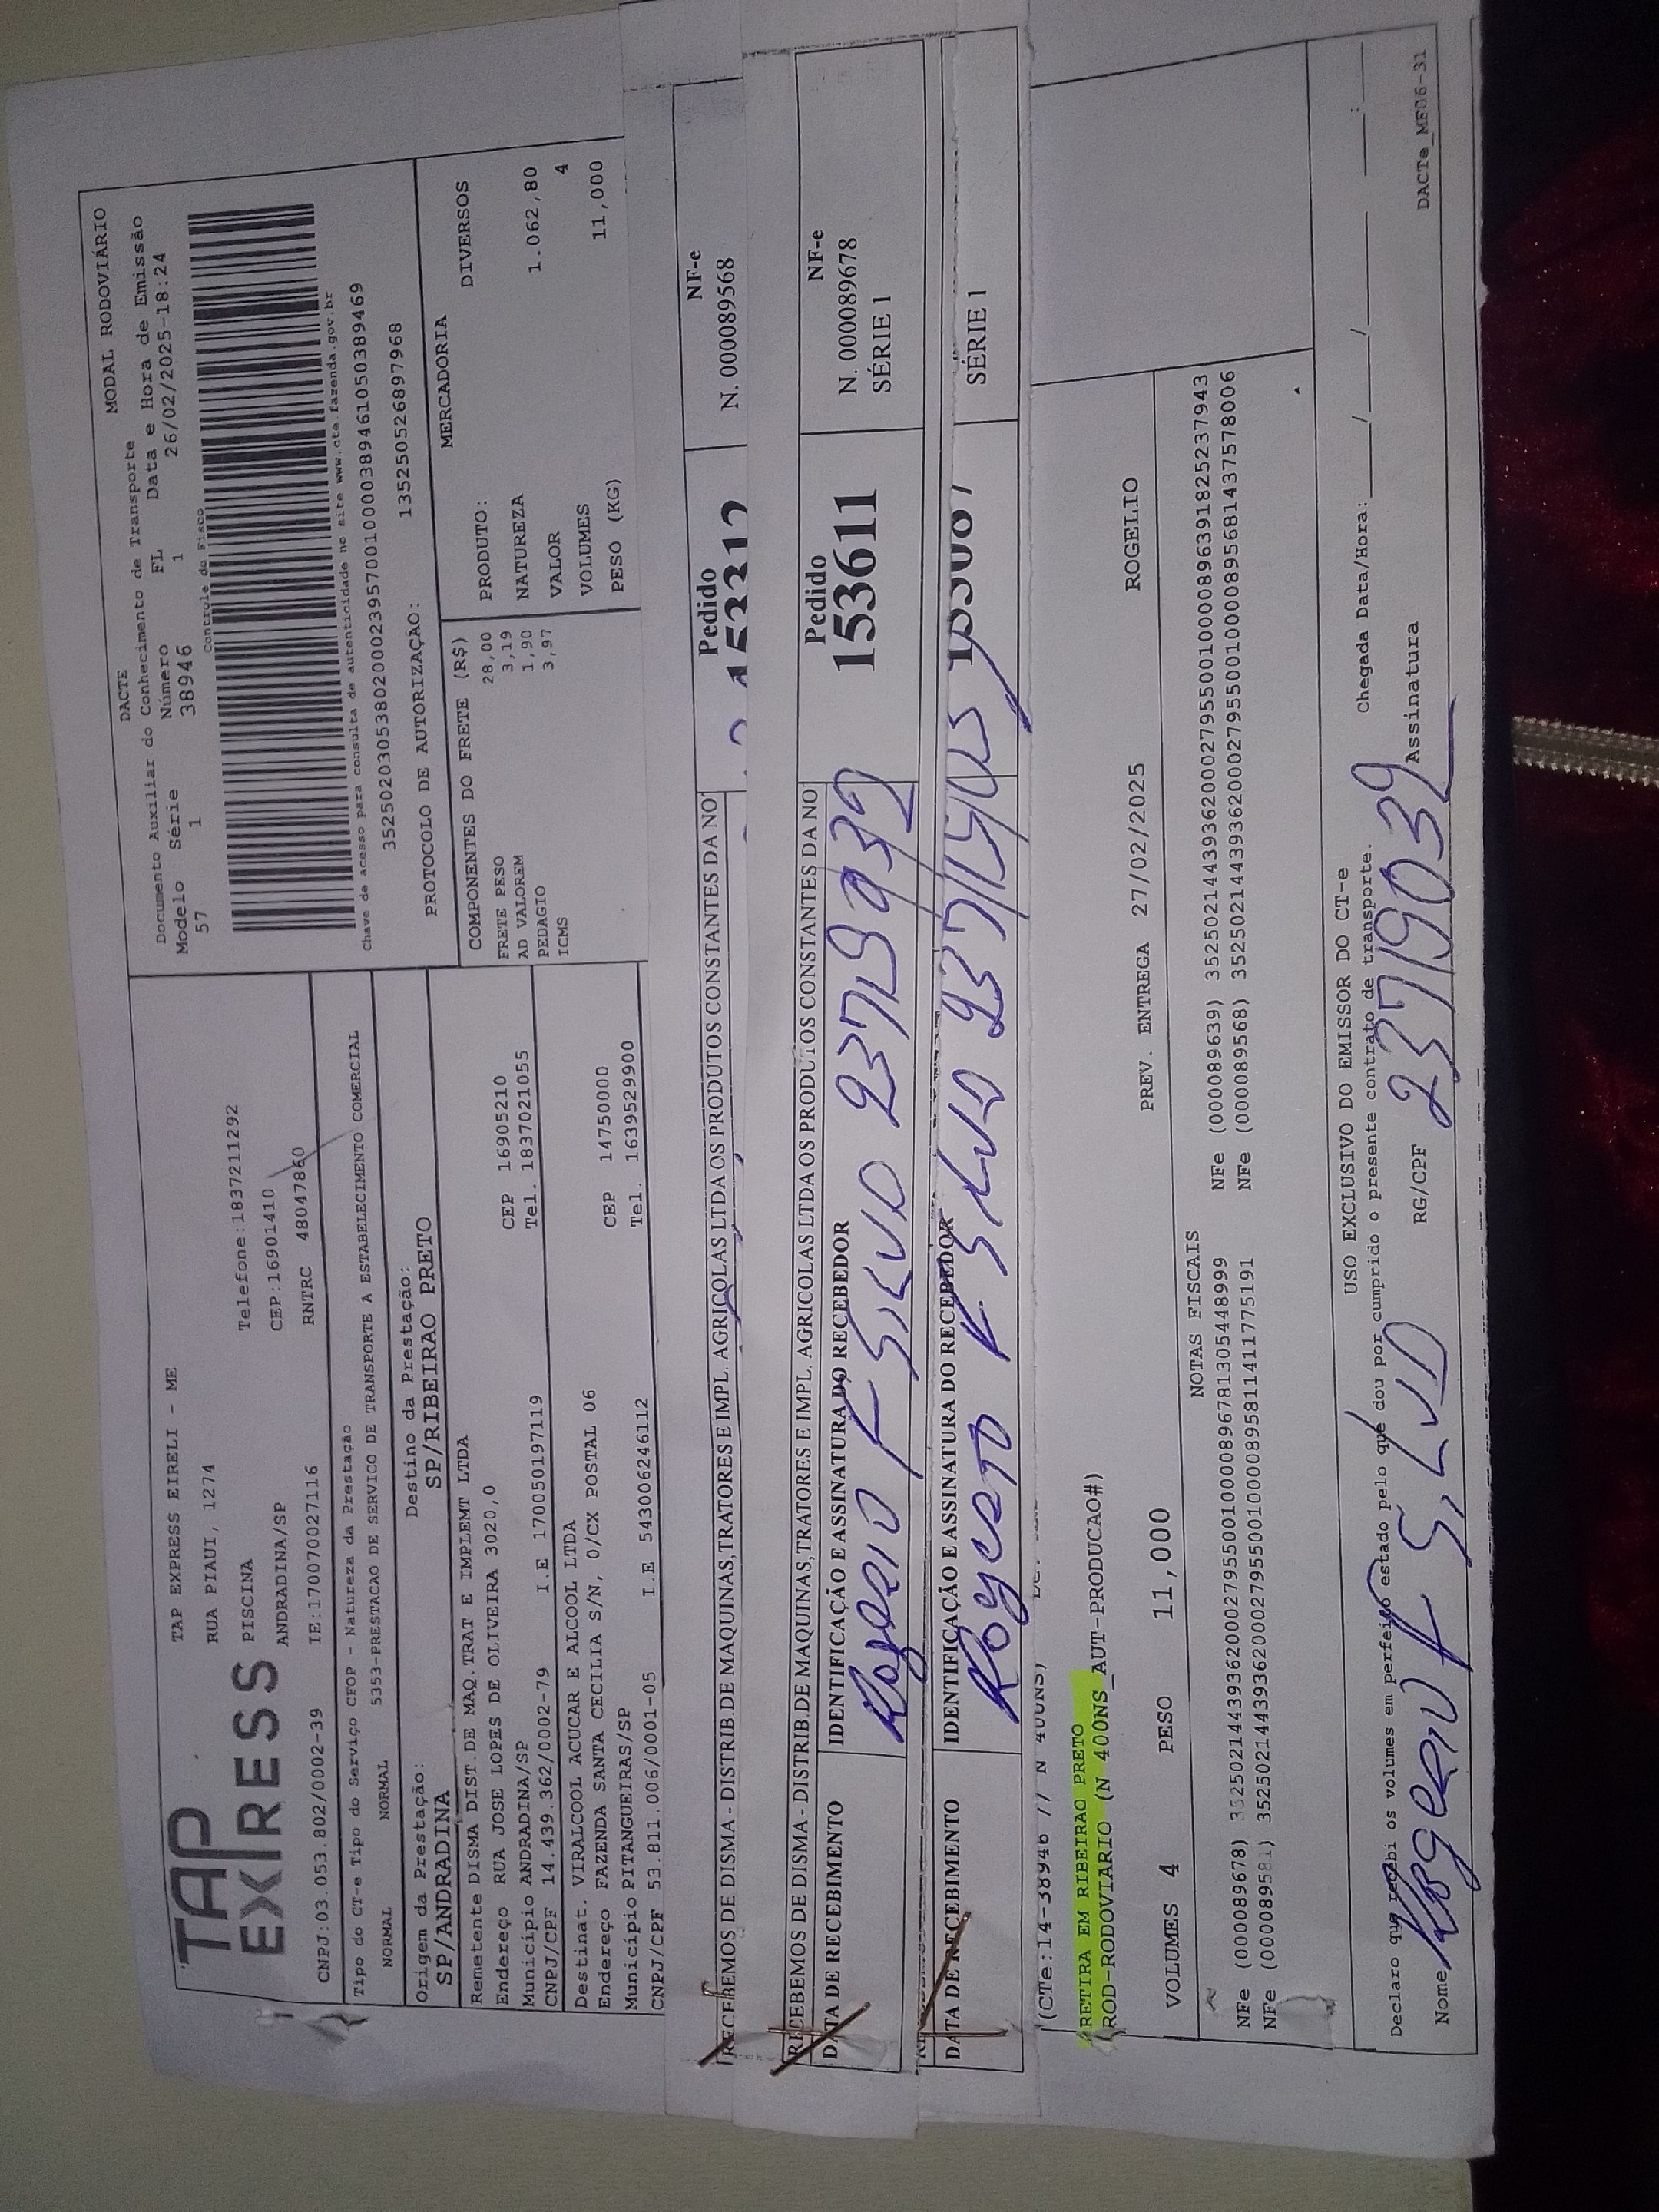 TAP EXPRESS
TAP EXPRESS EIRELI - ME
RUA PIAUI, 1274
PISCINA
ANDRADINA/SP
Telefone:1837211292
CEP:16901410
CNPJ:03.053.802/0002-39 IE:170070027116 RNTRC 48047860
DACTE MODAL RODOVIÁRIO
Documento Auxiliar do Conhecimento de Transporte
Modelo Série Número FL Data e Hora de Emissão
57 1 38946 1 26/02/2025-18:24
Controle do Fisco
Chave de acesso para consulta de autenticidade no site www.cte.fazenda.gov.br
35250203053802000239570010000389461050389469
PROTOCOLO DE AUTORIZAÇÃO: 135250526897968
Tipo do CT-e Tipo do Serviço CFOP - Natureza da Prestação
NORMAL NORMAL 5353-PRESTACAO DE SERVICO DE TRANSPORTE A ESTABELECIMENTO COMERCIAL
Origem da Prestação: Destino da Prestação:
SP/ANDRADINA SP/RIBEIRAO PRETO
Remetente DISMA DIST.DE MAQ.TRAT E IMPLEMT LTDA
Endereço RUA JOSE LOPES DE OLIVEIRA 3020,0 CEP 16905210
Município ANDRADINA/SP Tel. 1837021055
CNPJ/CPF 14.439.362/0002-79 I.E 170050197119
Destinat. VIRALCOOL ACUCAR E ALCOOL LTDA
Endereço FAZENDA SANTA CECILIA S/N, 0/CX POSTAL 06 CEP 14750000
Município PITANGUEIRAS/SP Tel. 1639529900
CNPJ/CPF 53.811.006/0001-05 I.E 543006246112
COMPONENTES DO FRETE (R$)
FRETE PESO 28,00
AD VALOREM 3,19
PEDAGIO 1,90
ICMS 3,97
MERCADORIA
PRODUTO: DIVERSOS
NATUREZA
VALOR 1.062,80
VOLUMES 4
PESO (KG) 11,000
RECEBEMOS DE DISMA - DISTRIB.DE MAQUINAS,TRATORES E IMPL. AGRICOLAS LTDA OS PRODUTOS CONSTANTES DA NO
Pedido
NF-e
N. 000089568
RECEBEMOS DE DISMA - DISTRIB.DE MAQUINAS,TRATORES E IMPL. AGRICOLAS LTDA OS PRODUTOS CONSTANTES DA NO
DATA DE RECEBIMENTO IDENTIFICAÇÃO E ASSINATURA DO RECEBEDOR
Pedido
153611
NF-e
N. 000089678
SÉRIE 1
DATA DE RECEBIMENTO IDENTIFICAÇÃO E ASSINATURA DO RECEBEDOR
SÉRIE 1
(CTe:14-38946 // N 400NS,
RETIRA EM RIBEIRAO PRETO
ROD-RODOVIARIO (N 400NS_AUT-PRODUCAO#)
VOLUMES 4 PESO 11,000 PREV. ENTREGA 27/02/2025 ROGELIO
NOTAS FISCAIS
NFe (000089678) 35250214439362000279550010000896781305448999 NFe (000089639) 35250214439362000279550010000896391825237943
NFe (000089581) 35250214439362000279550010000895811411775191 NFe (000089568) 35250214439362000279550010000895681437578006
USO EXCLUSIVO DO EMISSOR DO CT-e
Declaro que recebi os volumes em perfeito estado pelo que dou por cumprido o presente contrato de transporte.
Chegada Data/Hora: ____/____/____ ____:____
Nome RG/CPF Assinatura
DACTe_MF06-31